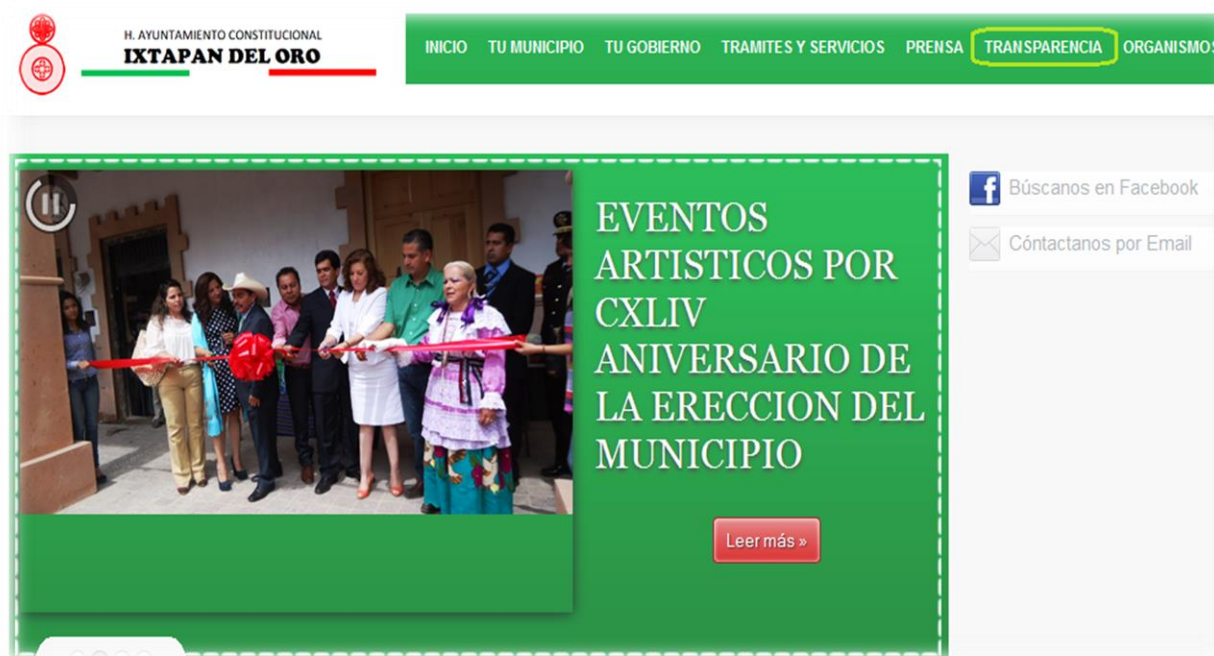 H. AYUNTAMIENTO CONSTITUCIONAL
IXTAPAN DEL ORO
INICIO TU MUNICIPIO TU GOBIERNO TRAMITES Y SERVICIOS PRENSA TRANSPARENCIA ORGANISMOS
EVENTOS
ARTISTICOS POR
CXLIV
ANIVERSARIO DE
LA ERECCION DEL
MUNICIPIO
Leer más »
Búscanos en Facebook
Cóntactanos por Email